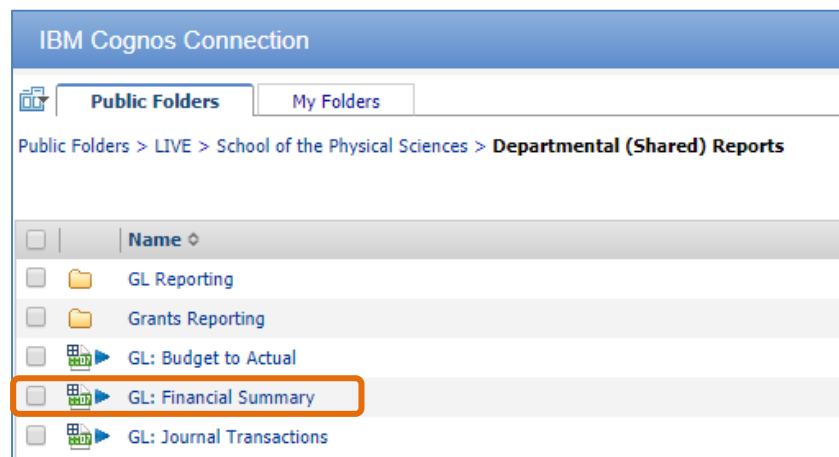 IBM Cognos Connection
Public Folders My Folders
Public Folders > LIVE > School of the Physical Sciences > Departmental (Shared) Reports
Name
GL Reporting
Grants Reporting
GL: Budget to Actual
GL: Financial Summary
GL: Journal Transactions